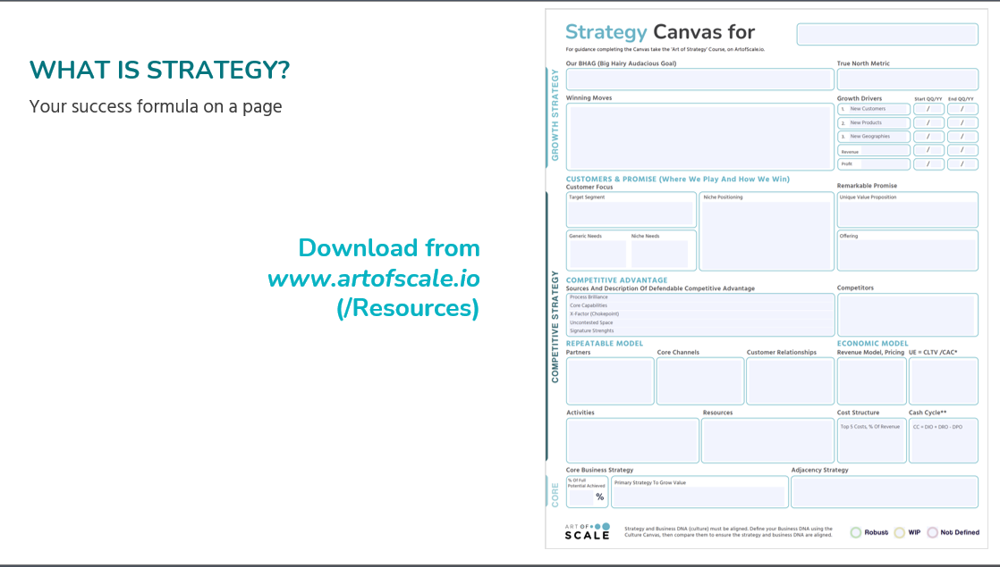 WHAT IS STRATEGY?
Your success formula on a page
Download from
www.artofscale.io
(/Resources)
Strategy Canvas for
For guidance completing the Canvas take the 'Art of Strategy' Course, on ArtofScale.io.
GROWTH STRATEGY
Our BHAG (Big Hairy Audacious Goal)
True North Metric
Winning Moves
Growth Drivers
Start QQ/YY
End QQ/YY
1. New Customers / /
2. New Products / /
3. New Geographies / /
Revenue / /
Profit / /
COMPETITIVE STRATEGY
CUSTOMERS & PROMISE (Where We Play And How We Win)
Customer Focus
Remarkable Promise
Target Segment
Niche Positioning
Unique Value Proposition
Generic Needs
Niche Needs
Offering
COMPETITIVE ADVANTAGE
Sources And Description Of Defendable Competitive Advantage
Competitors
Process Brilliance
Core Capabilities
X-Factor (Chokepoint)
Uncontested Space
Signature Strenghts
REPEATABLE MODEL
ECONOMIC MODEL
Partners
Core Channels
Customer Relationships
Revenue Model, Pricing
UE = CLTV /CAC*
Activities
Resources
Cost Structure
Cash Cycle**
Top 5 Costs, % Of Revenue
CC = DIO + DRO - DPO
CORE
Core Business Strategy
Adjacency Strategy
% Of Full
Potential Achieved
%
Primary Strategy To Grow Value
ART OF
SCALE
Strategy and Business DNA (culture) must be aligned. Define your Business DNA using the
Culture Canvas, then compare them to ensure the strategy and business DNA are aligned.
Robust
WIP
Not Defined